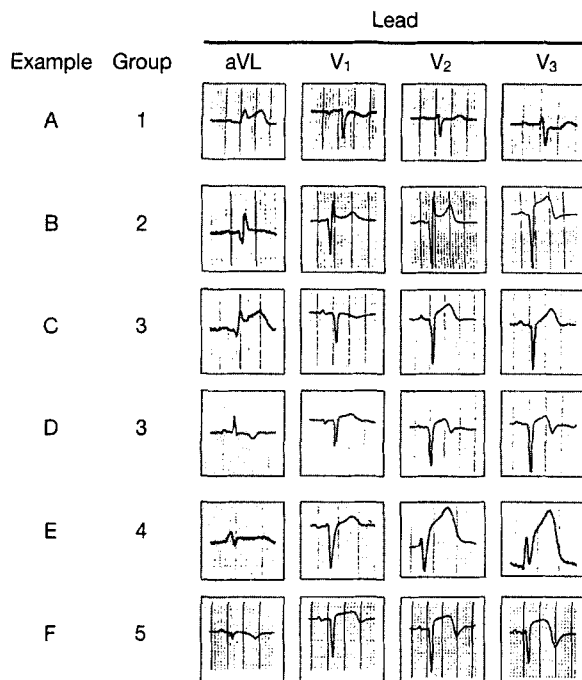 Lead
Example Group aVL V₁ V₂ V₃
A 1
B 2
C 3
D 3
E 4
F 5